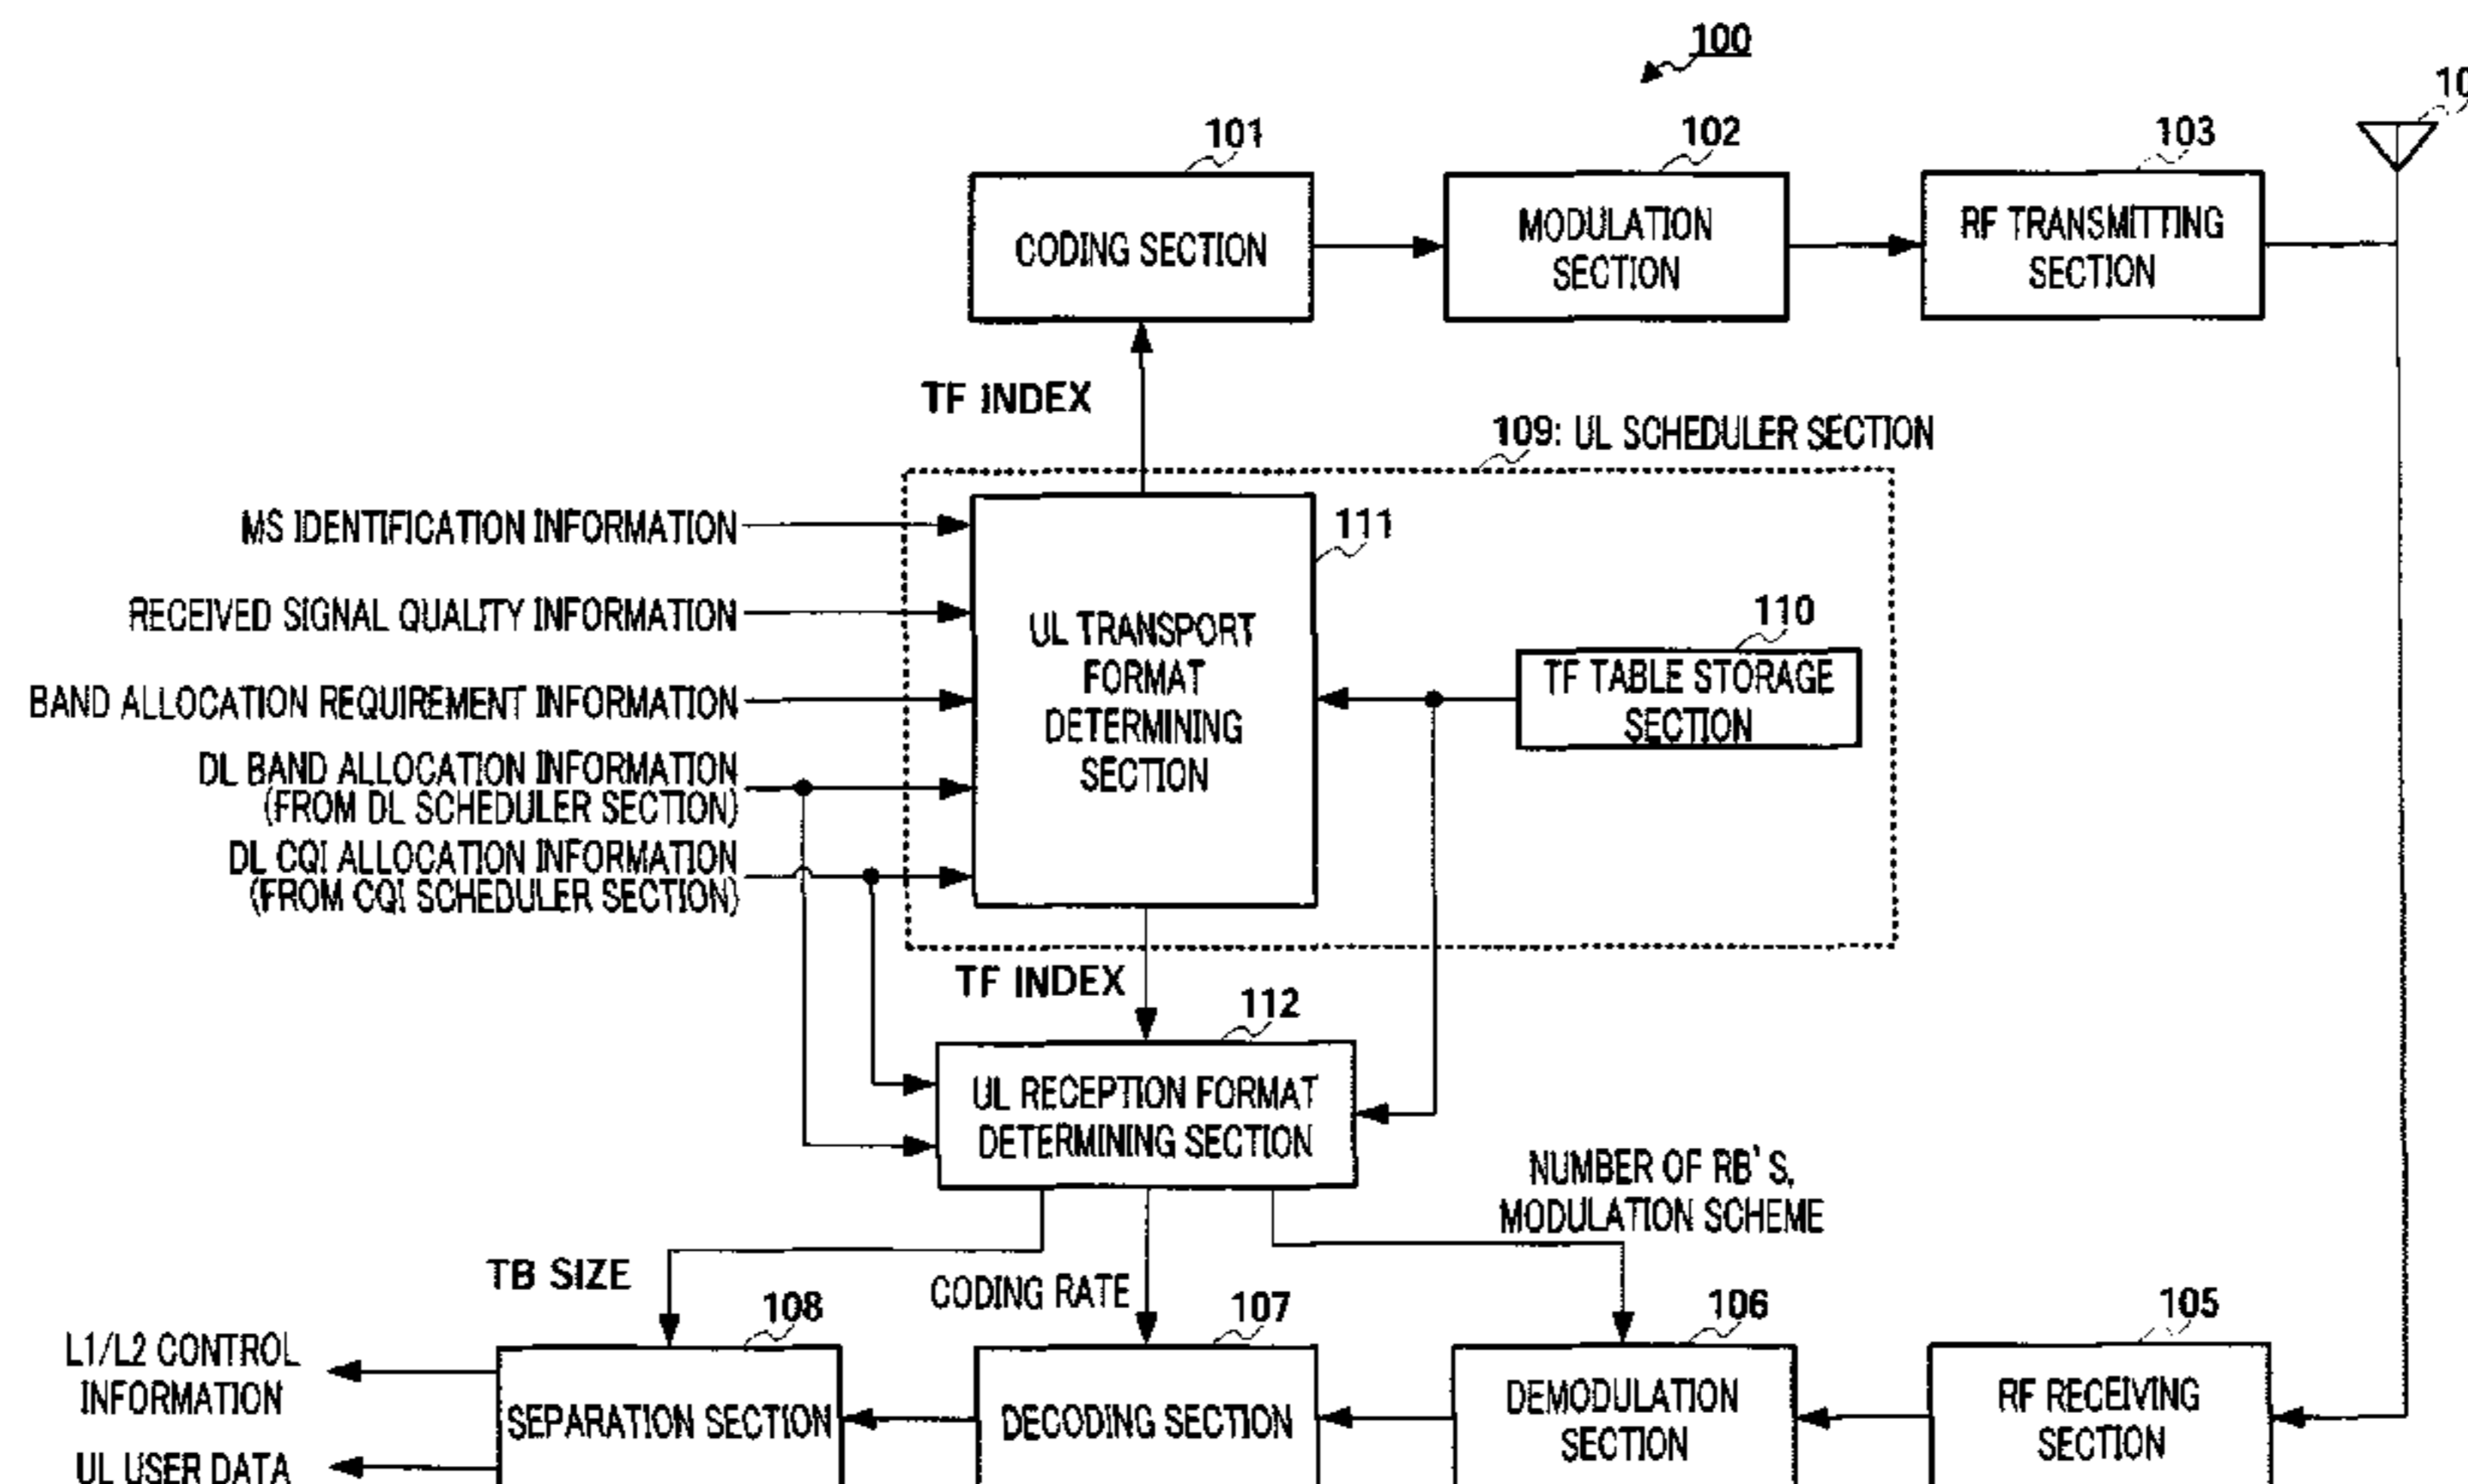 100
10
101
102
103
CODING SECTION
MODULATION
SECTION
RF TRANSMITTING
SECTION
TF INDEX
109: UL SCHEDULER SECTION
MS IDENTIFICATION INFORMATION
111
RECEIVED SIGNAL QUALITY INFORMATION
110
UL TRANSPORT
FORMAT
DETERMINING
SECTION
TF TABLE STORAGE
SECTION
BAND ALLOCATION REQUIREMENT INFORMATION
DL BAND ALLOCATION INFORMATION
(FROM DL SCHEDULER SECTION)
DL CQI ALLOCATION INFORMATION
(FROM CQI SCHEDULER SECTION)
TF INDEX
112
UL RECEPTION FORMAT
DETERMINING SECTION
NUMBER OF RB'S,
MODULATION SCHEME
TB SIZE
CODING RATE
108
107
106
105
L1/L2 CONTROL
INFORMATION
UL USER DATA
SEPARATION SECTION
DECODING SECTION
DEMODULATION
SECTION
RF RECEIVING
SECTION